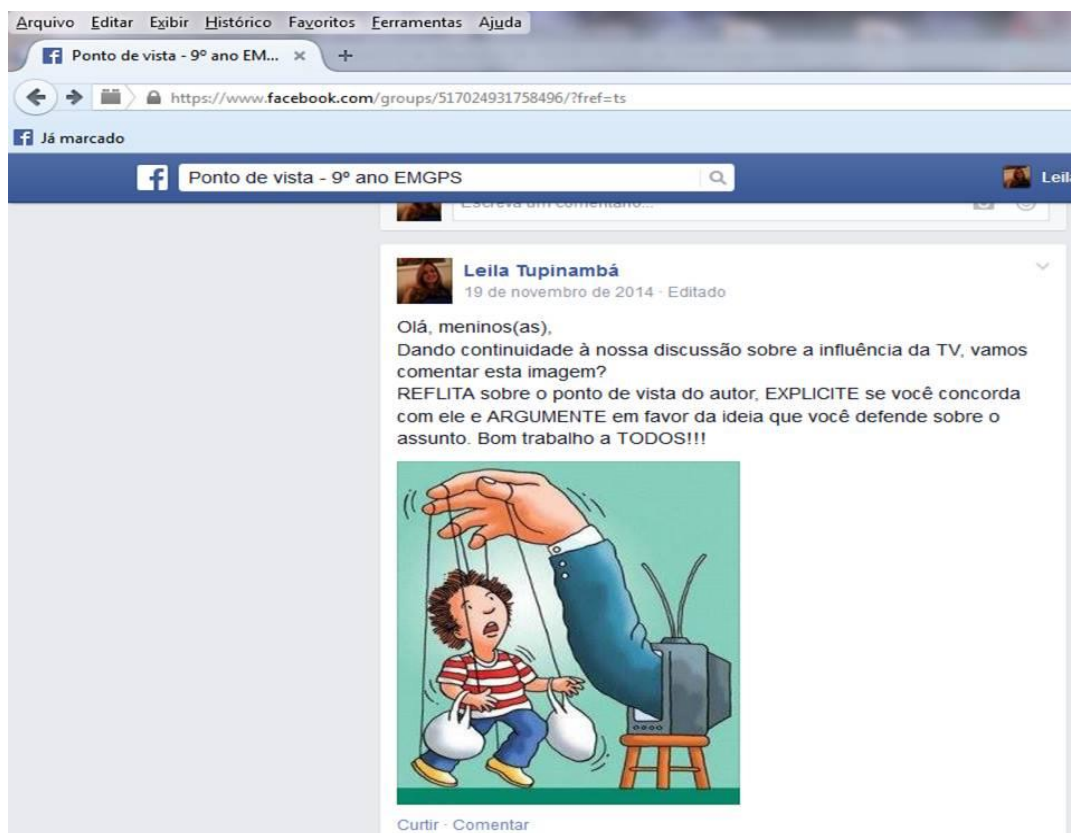 Arquivo Editar Exibir Histórico Favoritos Ferramentas Ajuda
Ponto de vista - 9º ano EM... × +
https://www.facebook.com/groups/517024931758496/?fref=ts
Já marcado
Ponto de vista - 9º ano EMGPS
Leila
Escreva um comentário...
Leila Tupinambá
19 de novembro de 2014 · Editado
Olá, meninos(as),
Dando continuidade à nossa discussão sobre a influência da TV, vamos
comentar esta imagem?
REFLITA sobre o ponto de vista do autor, EXPLICITE se você concorda
com ele e ARGUMENTE em favor da ideia que você defende sobre o
assunto. Bom trabalho a TODOS!!!
Curtir · Comentar